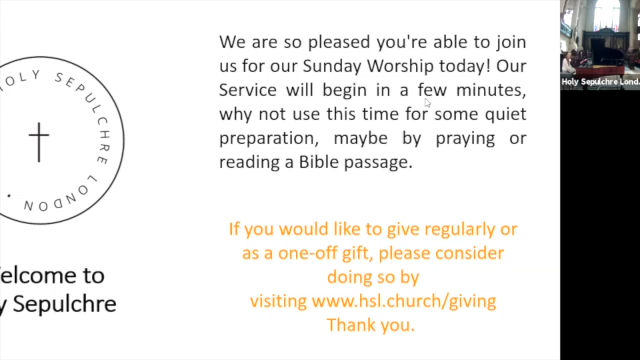 We are so pleased you're able to join
us for our Sunday Worship today! Our
Service will begin in a few minutes,
why not use this time for some quiet
preparation, maybe by praying or
reading a Bible passage.
If you would like to give regularly or
as a one-off gift, please consider
doing so by
visiting www.hsl.church/giving
Thank you.
HOLY SEPULCHRE LONDON •
elcome to
y Sepulchre
Holy Sepulchre Lond...